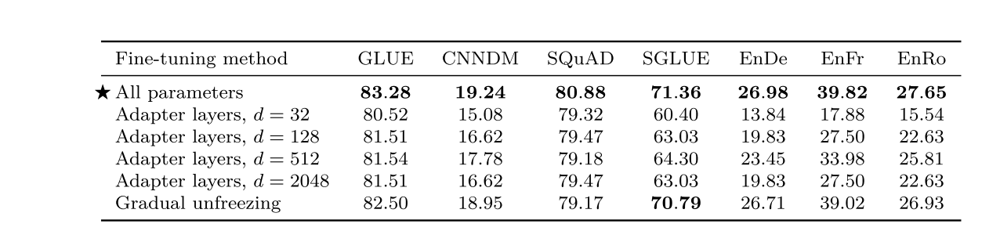 Fine-tuning method GLUE CNNDM SQuAD SGLUE EnDe EnFr EnRo
★ All parameters 83.28 19.24 80.88 71.36 26.98 39.82 27.65
Adapter layers, d = 32 80.52 15.08 79.32 60.40 13.84 17.88 15.54
Adapter layers, d = 128 81.51 16.62 79.47 63.03 19.83 27.50 22.63
Adapter layers, d = 512 81.54 17.78 79.18 64.30 23.45 33.98 25.81
Adapter layers, d = 2048 81.51 16.62 79.47 63.03 19.83 27.50 22.63
Gradual unfreezing 82.50 18.95 79.17 70.79 26.71 39.02 26.93